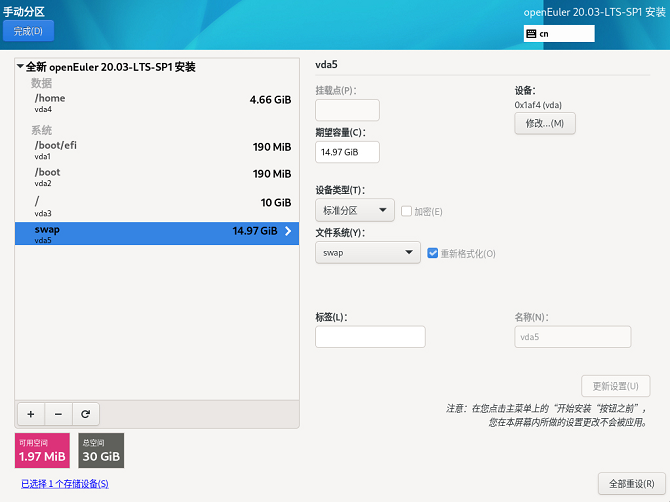 手动分区
openEuler 20.03-LTS-SP1 安装
完成(D)
cn
全新 openEuler 20.03-LTS-SP1 安装
数据
/home
4.66 GiB
vda4
系统
/boot/efi
190 MiB
vda1
/boot
190 MiB
vda2
/
10 GiB
vda3
swap
14.97 GiB
vda5
+ −
可用空间
1.97 MiB
总空间
30 GiB
已选择 1 个存储设备(S)
vda5
挂载点(P)：
设备：
0x1af4 (vda)
修改...(M)
期望容量(C)：
14.97 GiB
设备类型(T)：
标准分区
加密(E)
文件系统(Y)：
swap
重新格式化(O)
标签(L)：
名称(N)：
vda5
更新设置(U)
注意：在您点击主菜单上的“开始安装“按钮之前”，
您在本屏幕内所做的设置更改不会被应用。
全部重设(R)